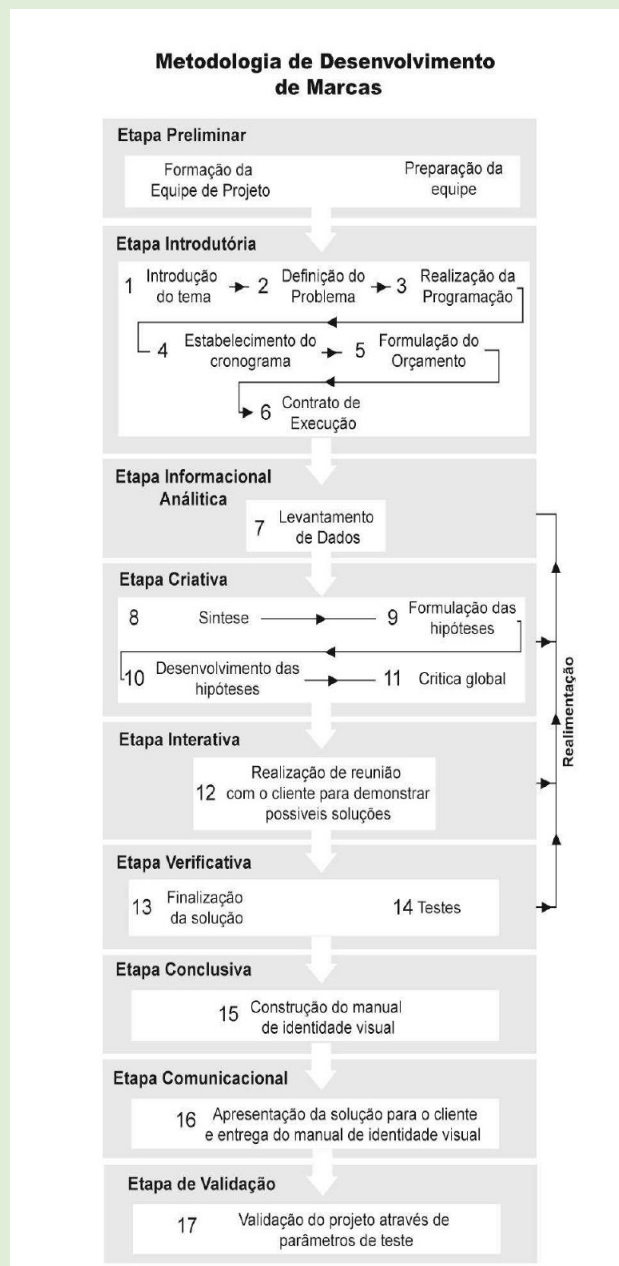 Metodologia de Desenvolvimento
de Marcas
Etapa Preliminar
Formação da
Equipe de Projeto
Preparação da
equipe
Etapa Introdutória
1 Introdução
do tema
2 Definição do
Problema
3 Realização da
Programação
4 Estabelecimento do
cronograma
5 Formulação do
Orçamento
6 Contrato de
Execução
Etapa Informacional
Análitica
7 Levantamento
de Dados
Etapa Criativa
8 Sintese
9 Formulação das
hipóteses
10 Desenvolvimento das
hipóteses
11 Critica global
Etapa Interativa
12 Realização de reunião
com o cliente para demonstrar
possiveis soluções
Etapa Verificativa
13 Finalização
da solução
14 Testes
Realimentação
Etapa Conclusiva
15 Construção do manual
de identidade visual
Etapa Comunicacional
16 Apresentação da solução para o cliente
e entrega do manual de identidade visual
Etapa de Validação
17 Validação do projeto através de
parâmetros de teste